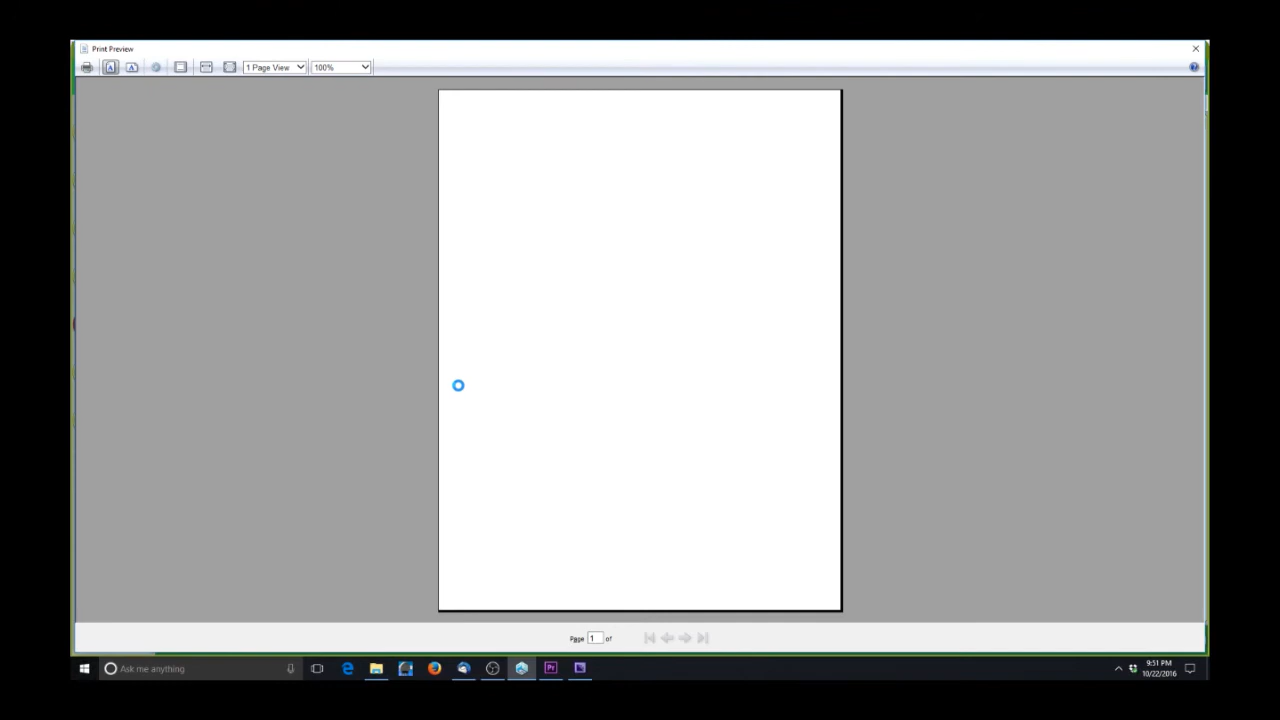 Print Preview
1 Page View
100%
Page 1 of
Ask me anything
9:51 PM
10/22/2016